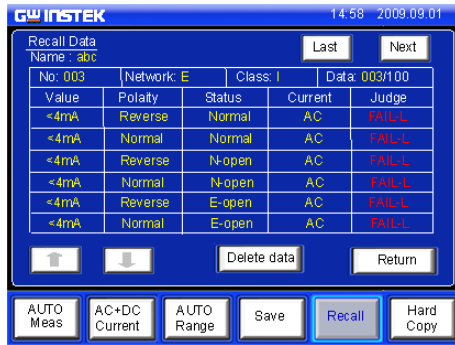 GW INSTEK 14:58 2009.09.01
Recall Data
Name : abc
Last Next
No: 003 Network: E Class: I Data: 003/100
Value Polaity Status Current Judge
<4mA Reverse Normal AC FAIL-L
<4mA Normal Normal AC FAIL-L
<4mA Reverse N-open AC FAIL-L
<4mA Normal N-open AC FAIL-L
<4mA Reverse E-open AC FAIL-L
<4mA Normal E-open AC FAIL-L
Delete data Return
AUTO Meas AC+DC Current AUTO Range Save Recall Hard Copy